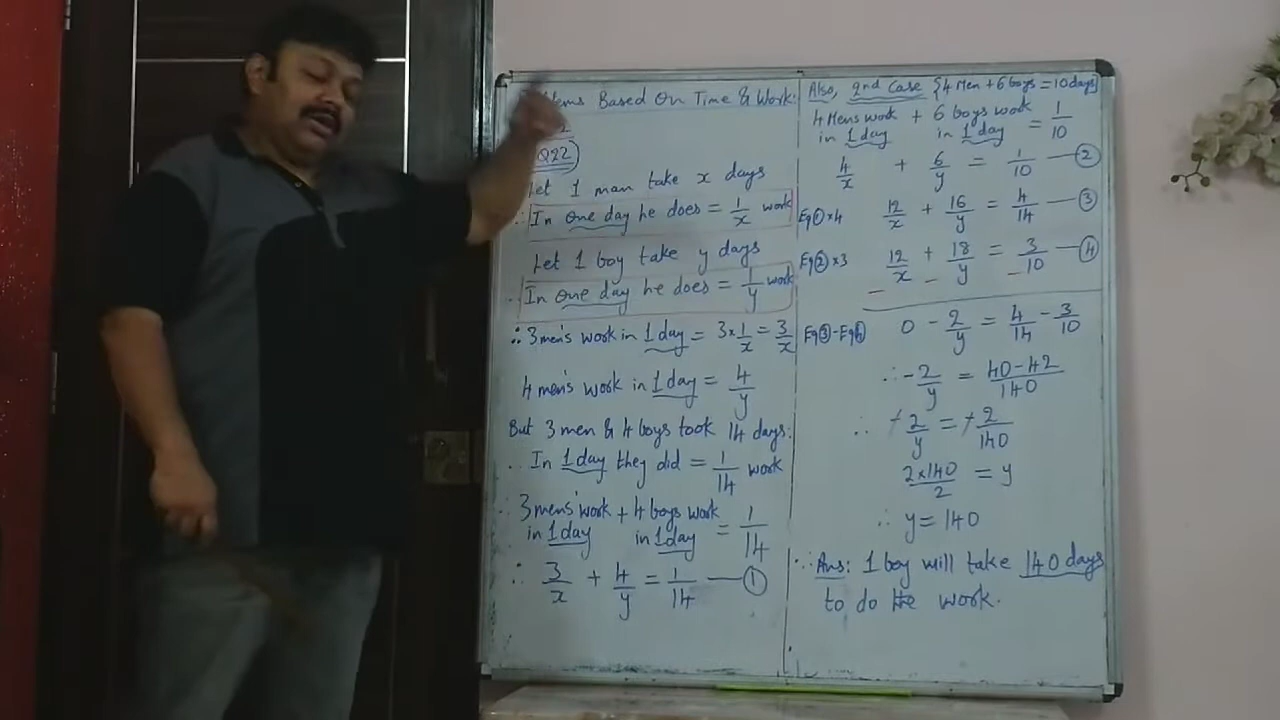 Based On Time & Work:
Q22
Let 1 man take x days
∴ In one day he does = 1/x work
Let 1 boy take y days
∴ In one day he does = 1/y work
∴ 3 men's work in 1 day = 3×1/x = 3/x
4 men's work in 1 day = 4/y
But 3 men & 4 boys took 14 days:
∴ In 1 day they did = 1/14 work
∴ 3 mens' work in 1 day + 4 boys work in 1 day = 1/14
∴ 3/x + 4/y = 1/14 — ①
Also, 2nd Case {4 Men + 6 boys = 10 days}
4 Mens work in 1 day + 6 boys work in 1 day = 1/10
4/x + 6/y = 1/10 — ②
Eq①×4 12/x + 16/y = 4/14 — ③
Eq②×3 12/x + 18/y = 3/10 — ④
− − −
Eq③-Eq④ 0 - 2/y = 4/14 - 3/10
∴ -2/y = 40-42/140
∴ +2/y = +2/140
2×140/2 = y
∴ y = 140
∴ Ans: 1 boy will take 140 days
to do the work.